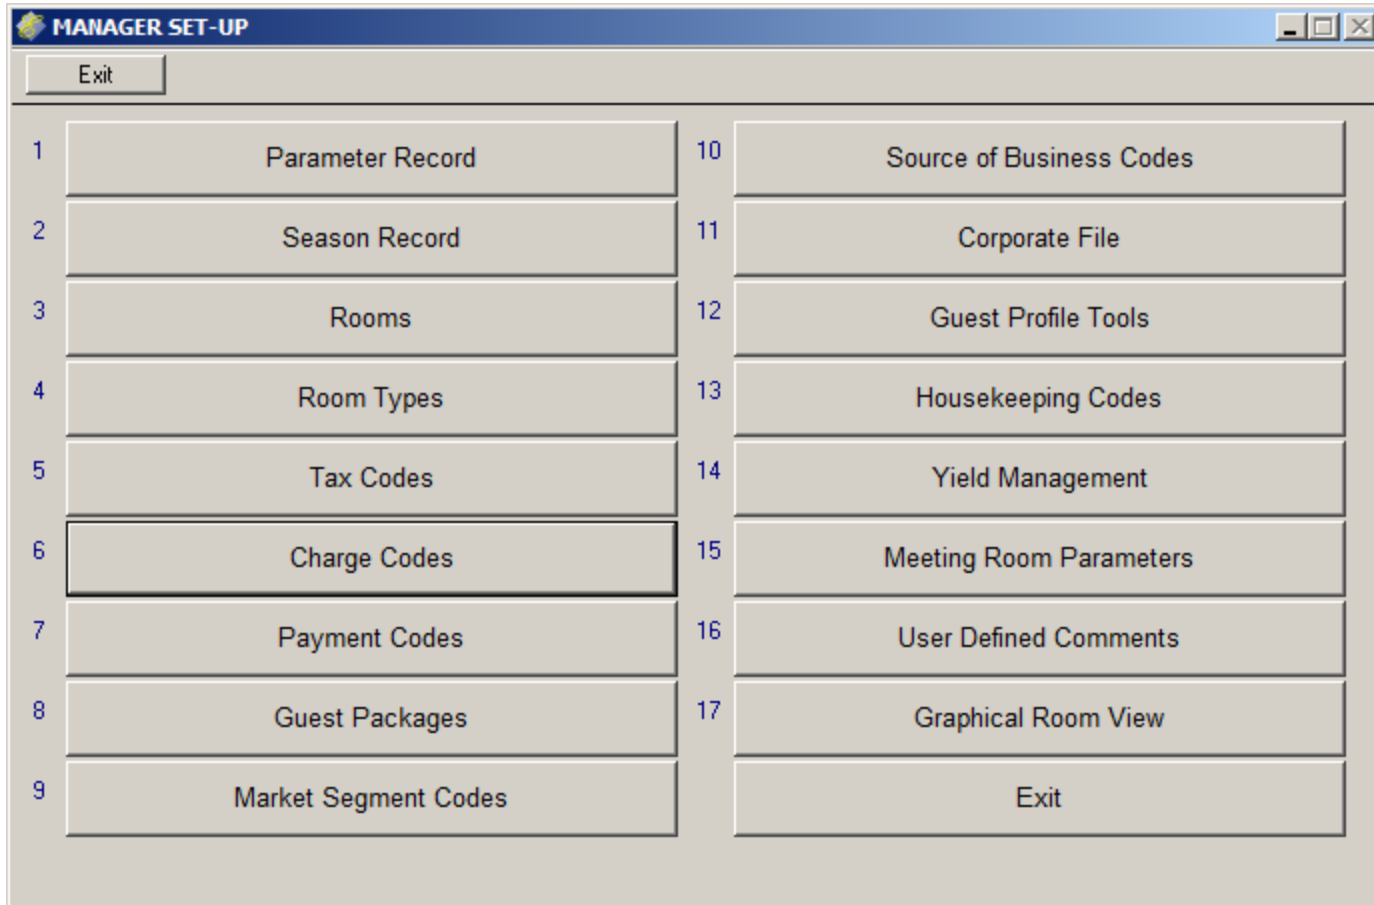 MANAGER SET-UP
Exit
1 Parameter Record
2 Season Record
3 Rooms
4 Room Types
5 Tax Codes
6 Charge Codes
7 Payment Codes
8 Guest Packages
9 Market Segment Codes
10 Source of Business Codes
11 Corporate File
12 Guest Profile Tools
13 Housekeeping Codes
14 Yield Management
15 Meeting Room Parameters
16 User Defined Comments
17 Graphical Room View
Exit